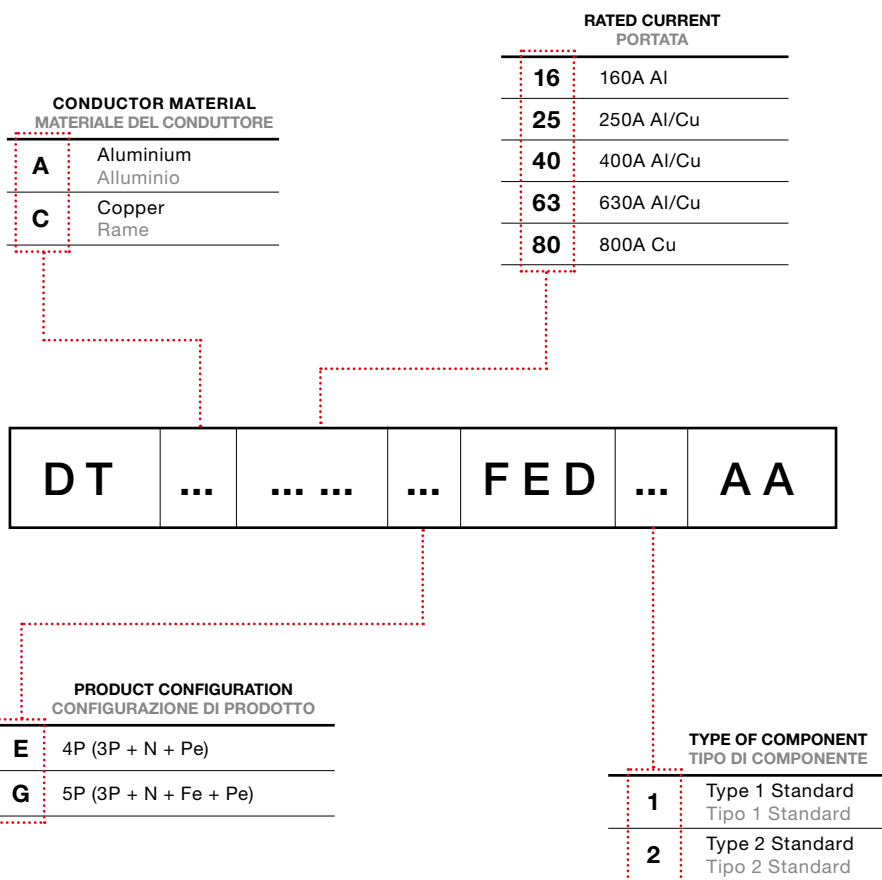 RATED CURRENT
PORTATA
16 160A Al
25 250A Al/Cu
40 400A Al/Cu
63 630A Al/Cu
80 800A Cu
CONDUCTOR MATERIAL
MATERIALE DEL CONDUTTORE
A Aluminium
Alluminio
C Copper
Rame
D T ... ... ... ... F E D ... A A
PRODUCT CONFIGURATION
CONFIGURAZIONE DI PRODOTTO
E 4P (3P + N + Pe)
G 5P (3P + N + Fe + Pe)
TYPE OF COMPONENT
TIPO DI COMPONENTE
1 Type 1 Standard
Tipo 1 Standard
2 Type 2 Standard
Tipo 2 Standard